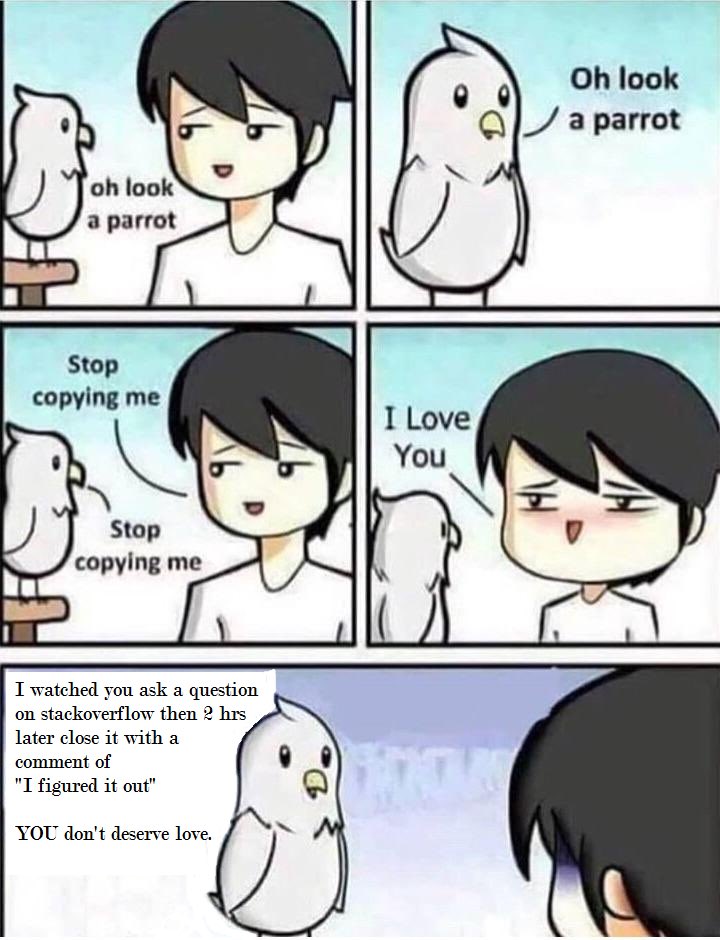 oh look
a parrot
Oh look
a parrot
Stop
copying me
Stop
copying me
I Love
You
I watched you ask a question
on stackoverflow then 2 hrs
later close it with a
comment of
"I figured it out"
YOU don't deserve love.